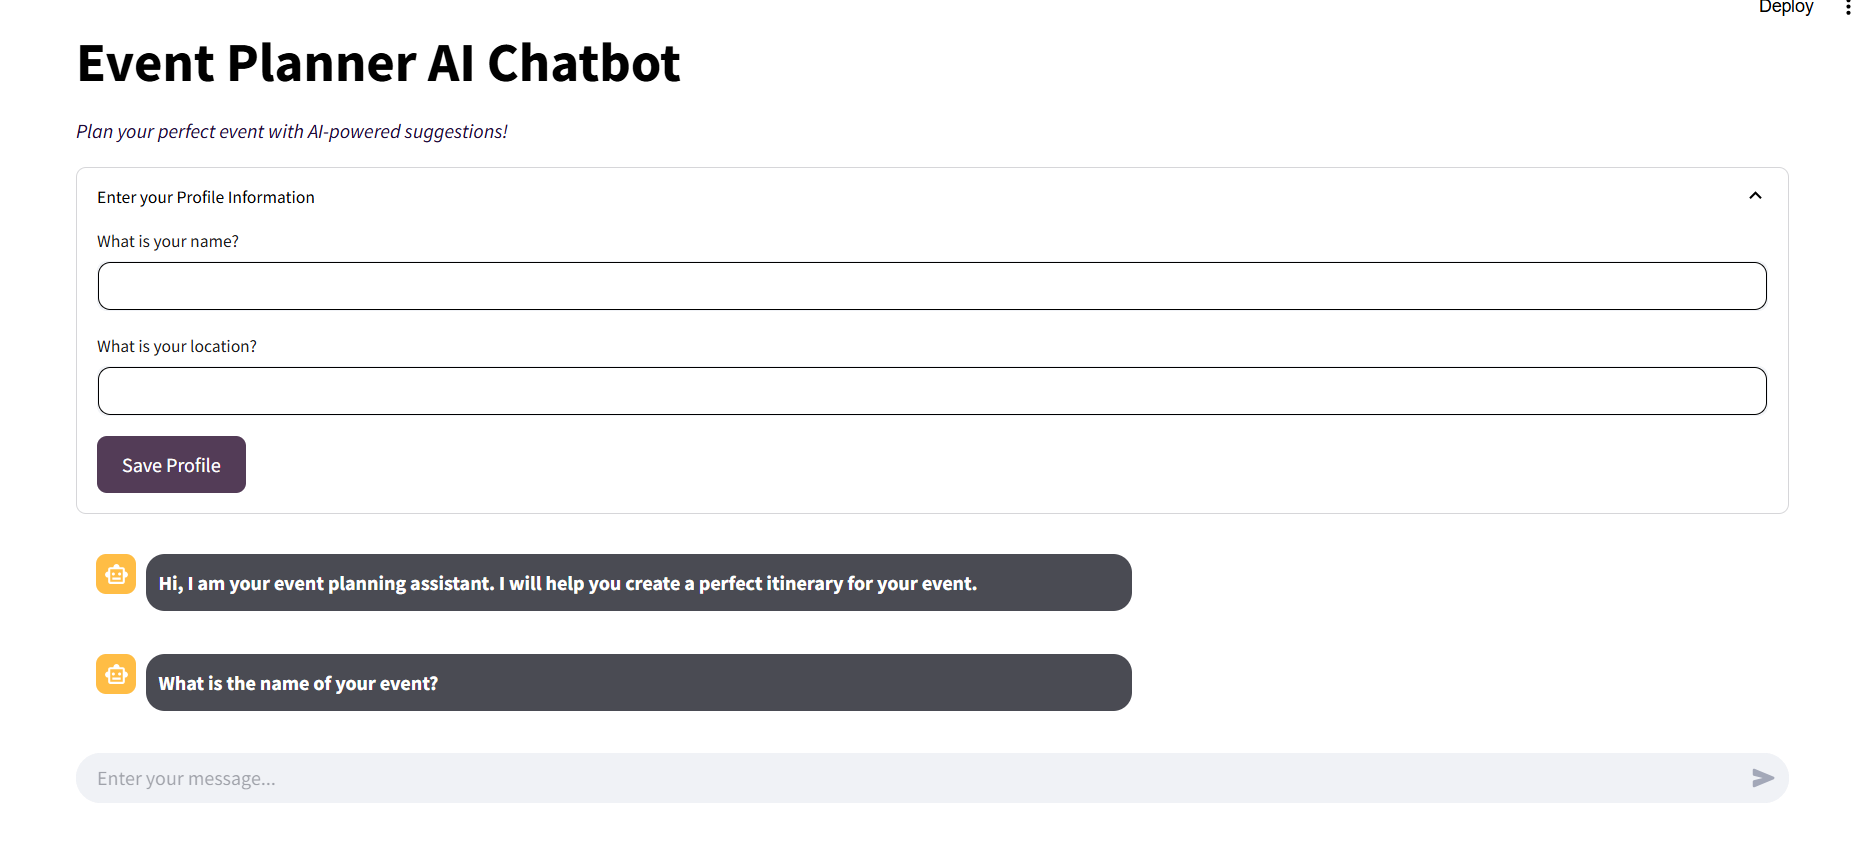 Deploy
Event Planner AI Chatbot
Plan your perfect event with AI-powered suggestions!
Enter your Profile Information
What is your name?
What is your location?
Save Profile
Hi, I am your event planning assistant. I will help you create a perfect itinerary for your event.
What is the name of your event?
Enter your message...